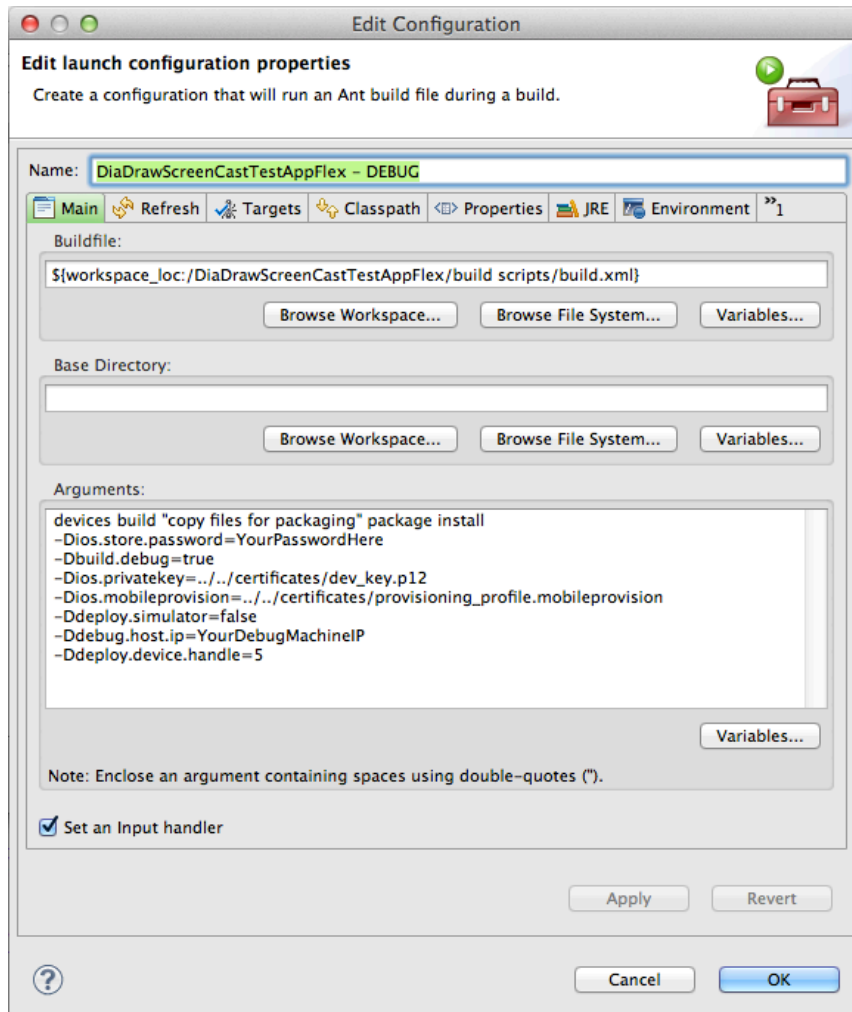 Edit Configuration
Edit launch configuration properties
Create a configuration that will run an Ant build file during a build.
Name: DiaDrawScreenCastTestAppFlex – DEBUG
Main Refresh Targets Classpath Properties JRE Environment »1
Buildfile:
${workspace_loc:/DiaDrawScreenCastTestAppFlex/build scripts/build.xml}
Browse Workspace... Browse File System... Variables...
Base Directory:
Browse Workspace... Browse File System... Variables...
Arguments:
devices build "copy files for packaging" package install
-Dios.store.password=YourPasswordHere
-Dbuild.debug=true
-Dios.privatekey=../../certificates/dev_key.p12
-Dios.mobileprovision=../../certificates/provisioning_profile.mobileprovision
-Ddeploy.simulator=false
-Ddebug.host.ip=YourDebugMachineIP
-Ddeploy.device.handle=5
Variables...
Note: Enclose an argument containing spaces using double-quotes (").
Set an Input handler
Apply Revert
? Cancel OK